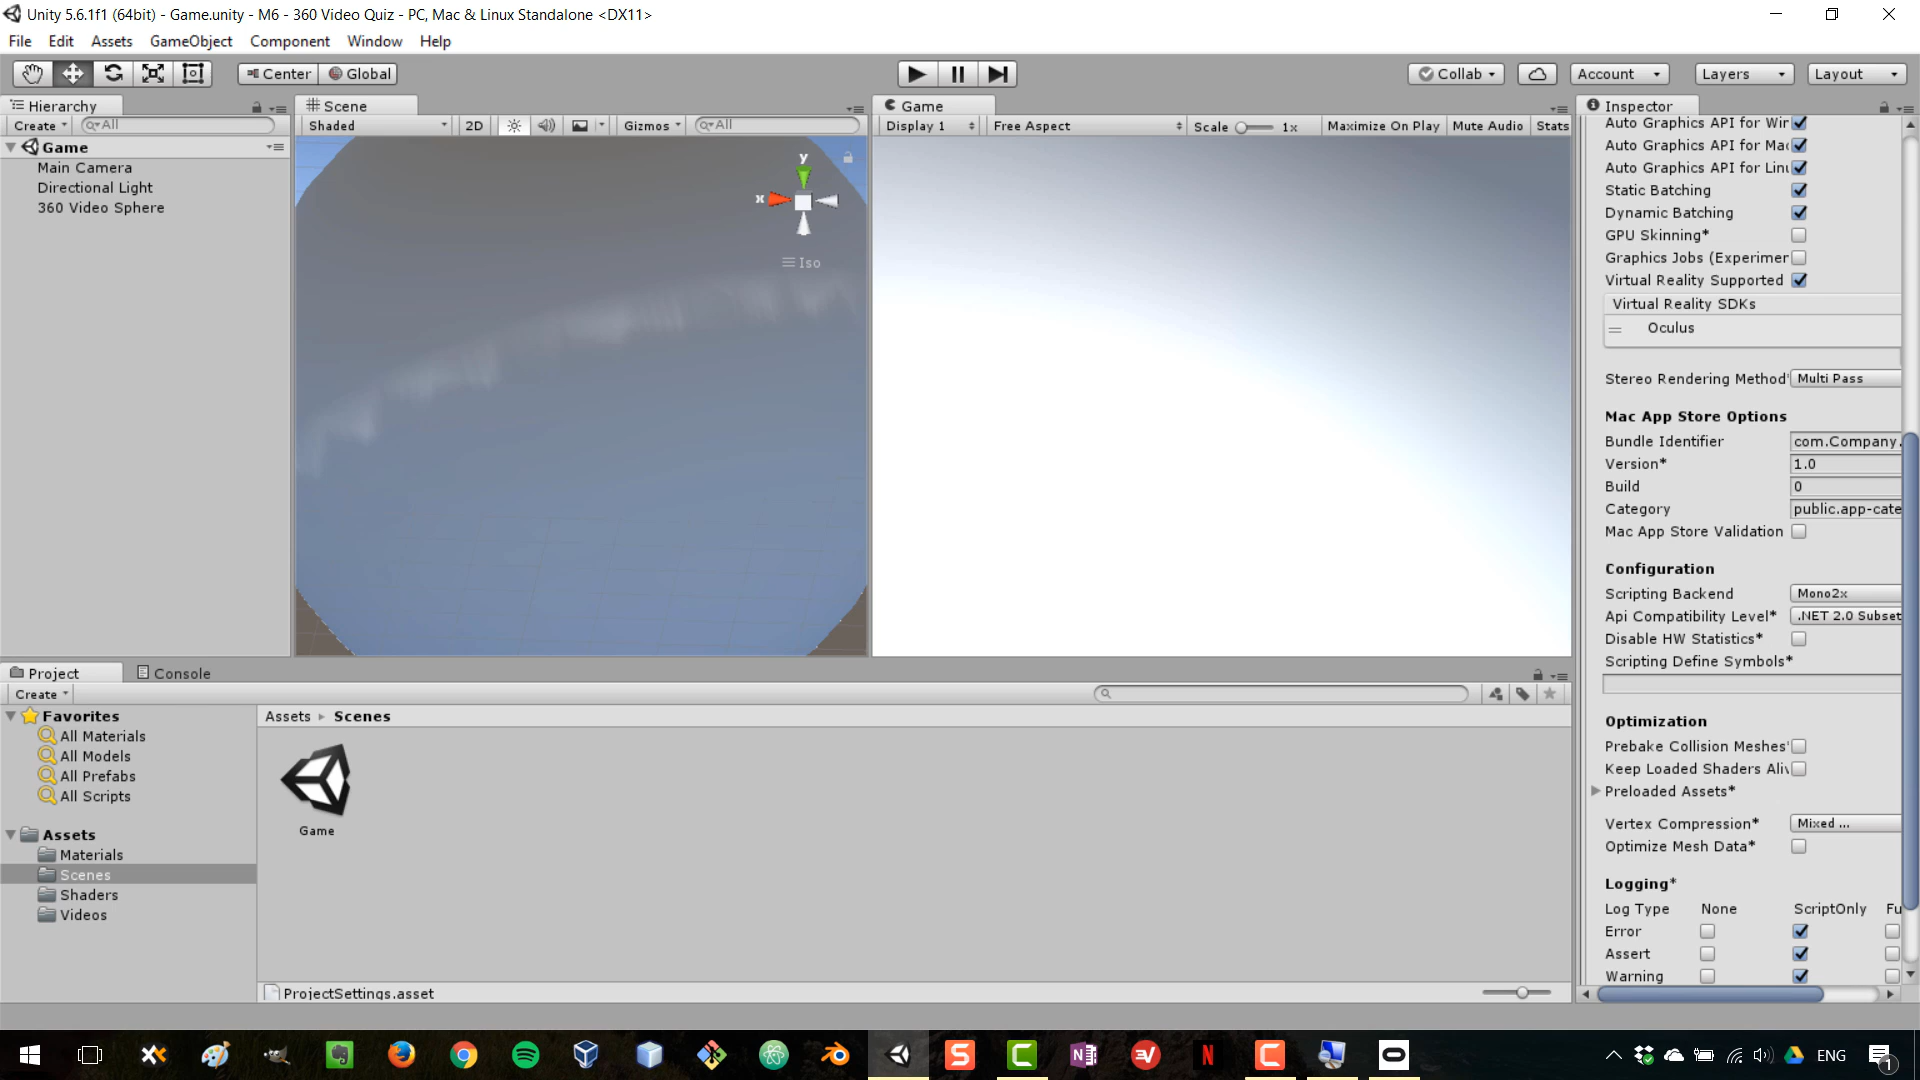 Unity 5.6.1f1 (64bit) - Game.unity - M6 - 360 Video Quiz - PC, Mac & Linux Standalone <DX11>
File Edit Assets GameObject Component Window Help
Center Global
Collab Account Layers Layout
Hierarchy
Create All
Game
Main Camera
Directional Light
360 Video Sphere
Scene
Shaded 2D Gizmos All
y
x
Iso
Game
Display 1 Free Aspect Scale 1x Maximize On Play Mute Audio Stats
Inspector
Auto Graphics API for Win
Auto Graphics API for Mac
Auto Graphics API for Linu
Static Batching
Dynamic Batching
GPU Skinning*
Graphics Jobs (Experimen
Virtual Reality Supported
Virtual Reality SDKs
Oculus
Stereo Rendering Method* Multi Pass
Mac App Store Options
Bundle Identifier com.Company.
Version* 1.0
Build 0
Category public.app-cate
Mac App Store Validation
Configuration
Scripting Backend Mono2x
Api Compatibility Level* .NET 2.0 Subset
Disable HW Statistics*
Scripting Define Symbols*
Optimization
Prebake Collision Meshes*
Keep Loaded Shaders Aliv
Preloaded Assets*
Vertex Compression* Mixed ...
Optimize Mesh Data*
Logging*
Log Type None ScriptOnly Fu
Error
Assert
Warning
Project Console
Create
Favorites
All Materials
All Models
All Prefabs
All Scripts
Assets
Materials
Scenes
Shaders
Videos
Assets Scenes
Game
ProjectSettings.asset
ENG
1